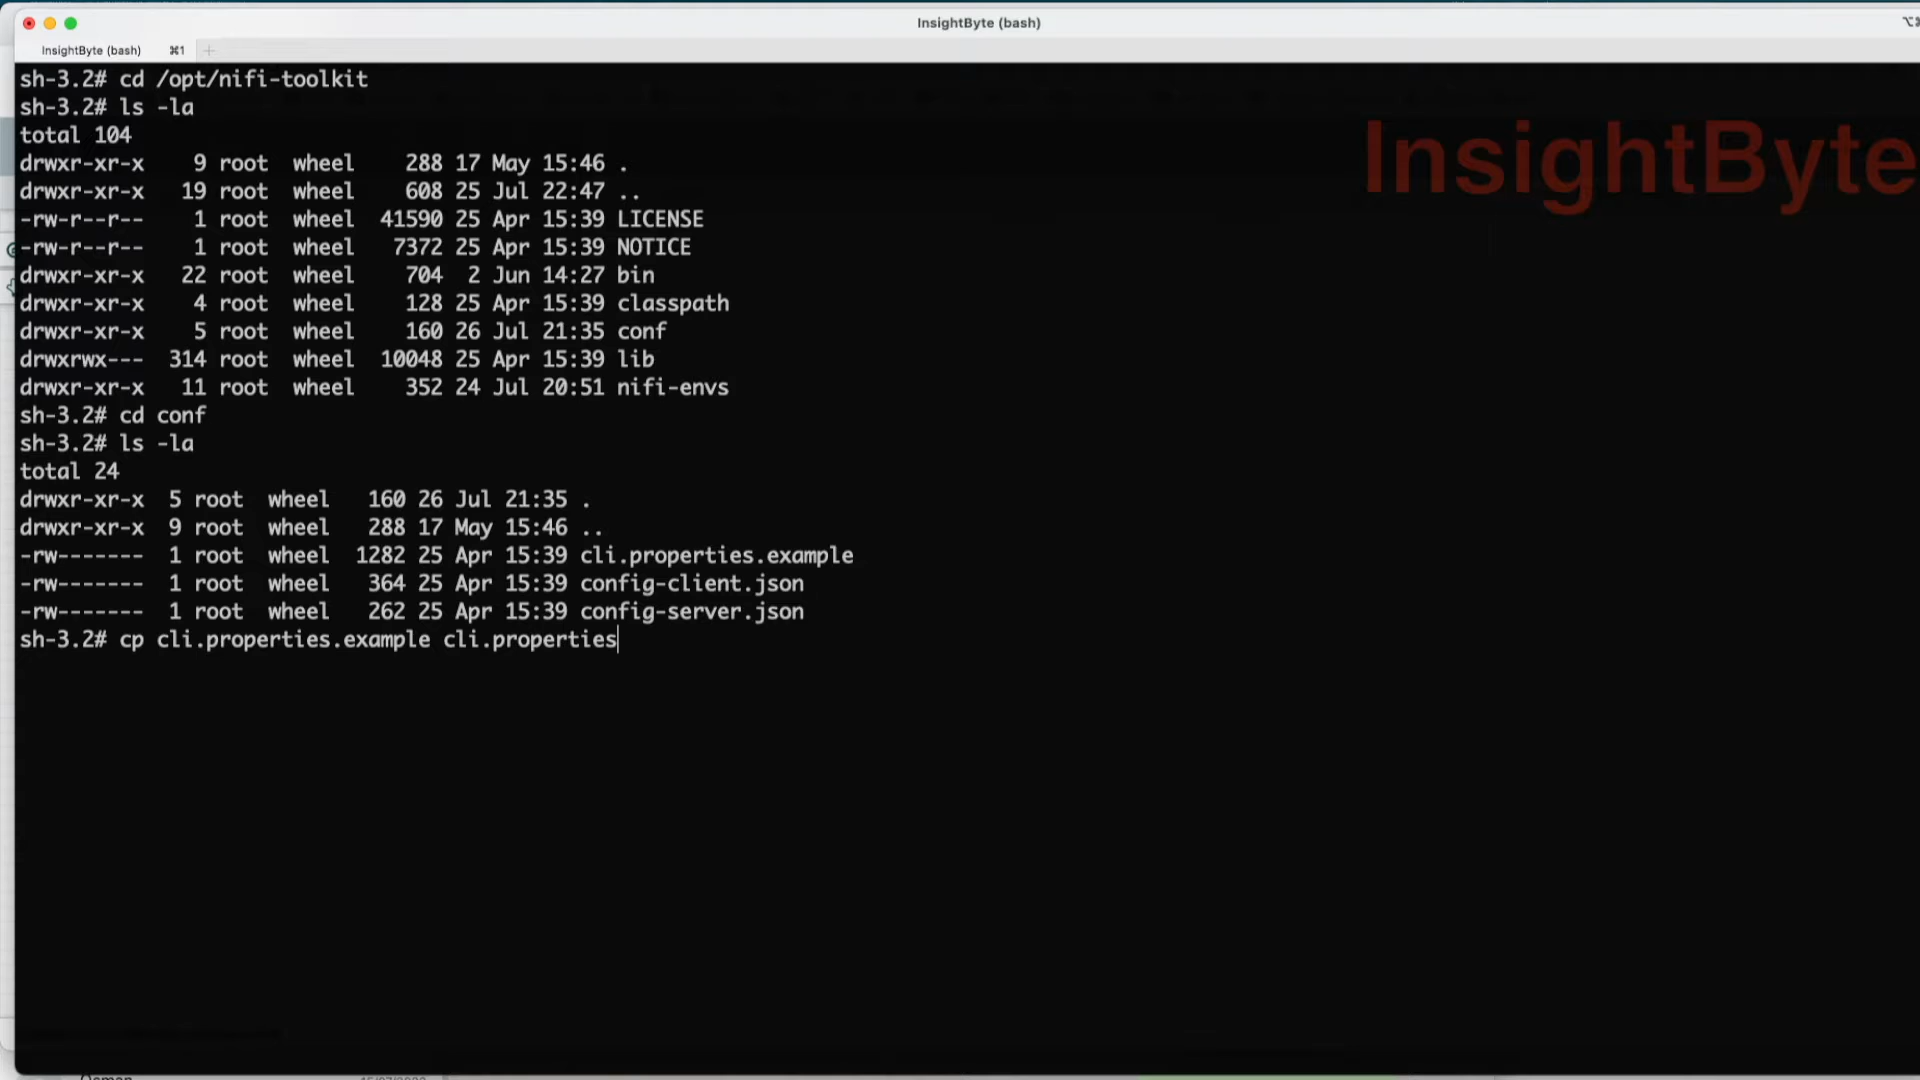 InsightByte (bash)
InsightByte (bash) ⌘1 +
sh-3.2# cd /opt/nifi-toolkit
sh-3.2# ls -la
total 104
drwxr-xr-x    9 root  wheel    288 17 May 15:46 .
drwxr-xr-x   19 root  wheel    608 25 Jul 22:47 ..
-rw-r--r--    1 root  wheel  41590 25 Apr 15:39 LICENSE
-rw-r--r--    1 root  wheel   7372 25 Apr 15:39 NOTICE
drwxr-xr-x   22 root  wheel    704  2 Jun 14:27 bin
drwxr-xr-x    4 root  wheel    128 25 Apr 15:39 classpath
drwxr-xr-x    5 root  wheel    160 26 Jul 21:35 conf
drwxrwx---  314 root  wheel  10048 25 Apr 15:39 lib
drwxr-xr-x   11 root  wheel    352 24 Jul 20:51 nifi-envs
sh-3.2# cd conf
sh-3.2# ls -la
total 24
drwxr-xr-x  5 root  wheel   160 26 Jul 21:35 .
drwxr-xr-x  9 root  wheel   288 17 May 15:46 ..
-rw-------  1 root  wheel  1282 25 Apr 15:39 cli.properties.example
-rw-------  1 root  wheel   364 25 Apr 15:39 config-client.json
-rw-------  1 root  wheel   262 25 Apr 15:39 config-server.json
sh-3.2# cp cli.properties.example cli.properties
InsightByte